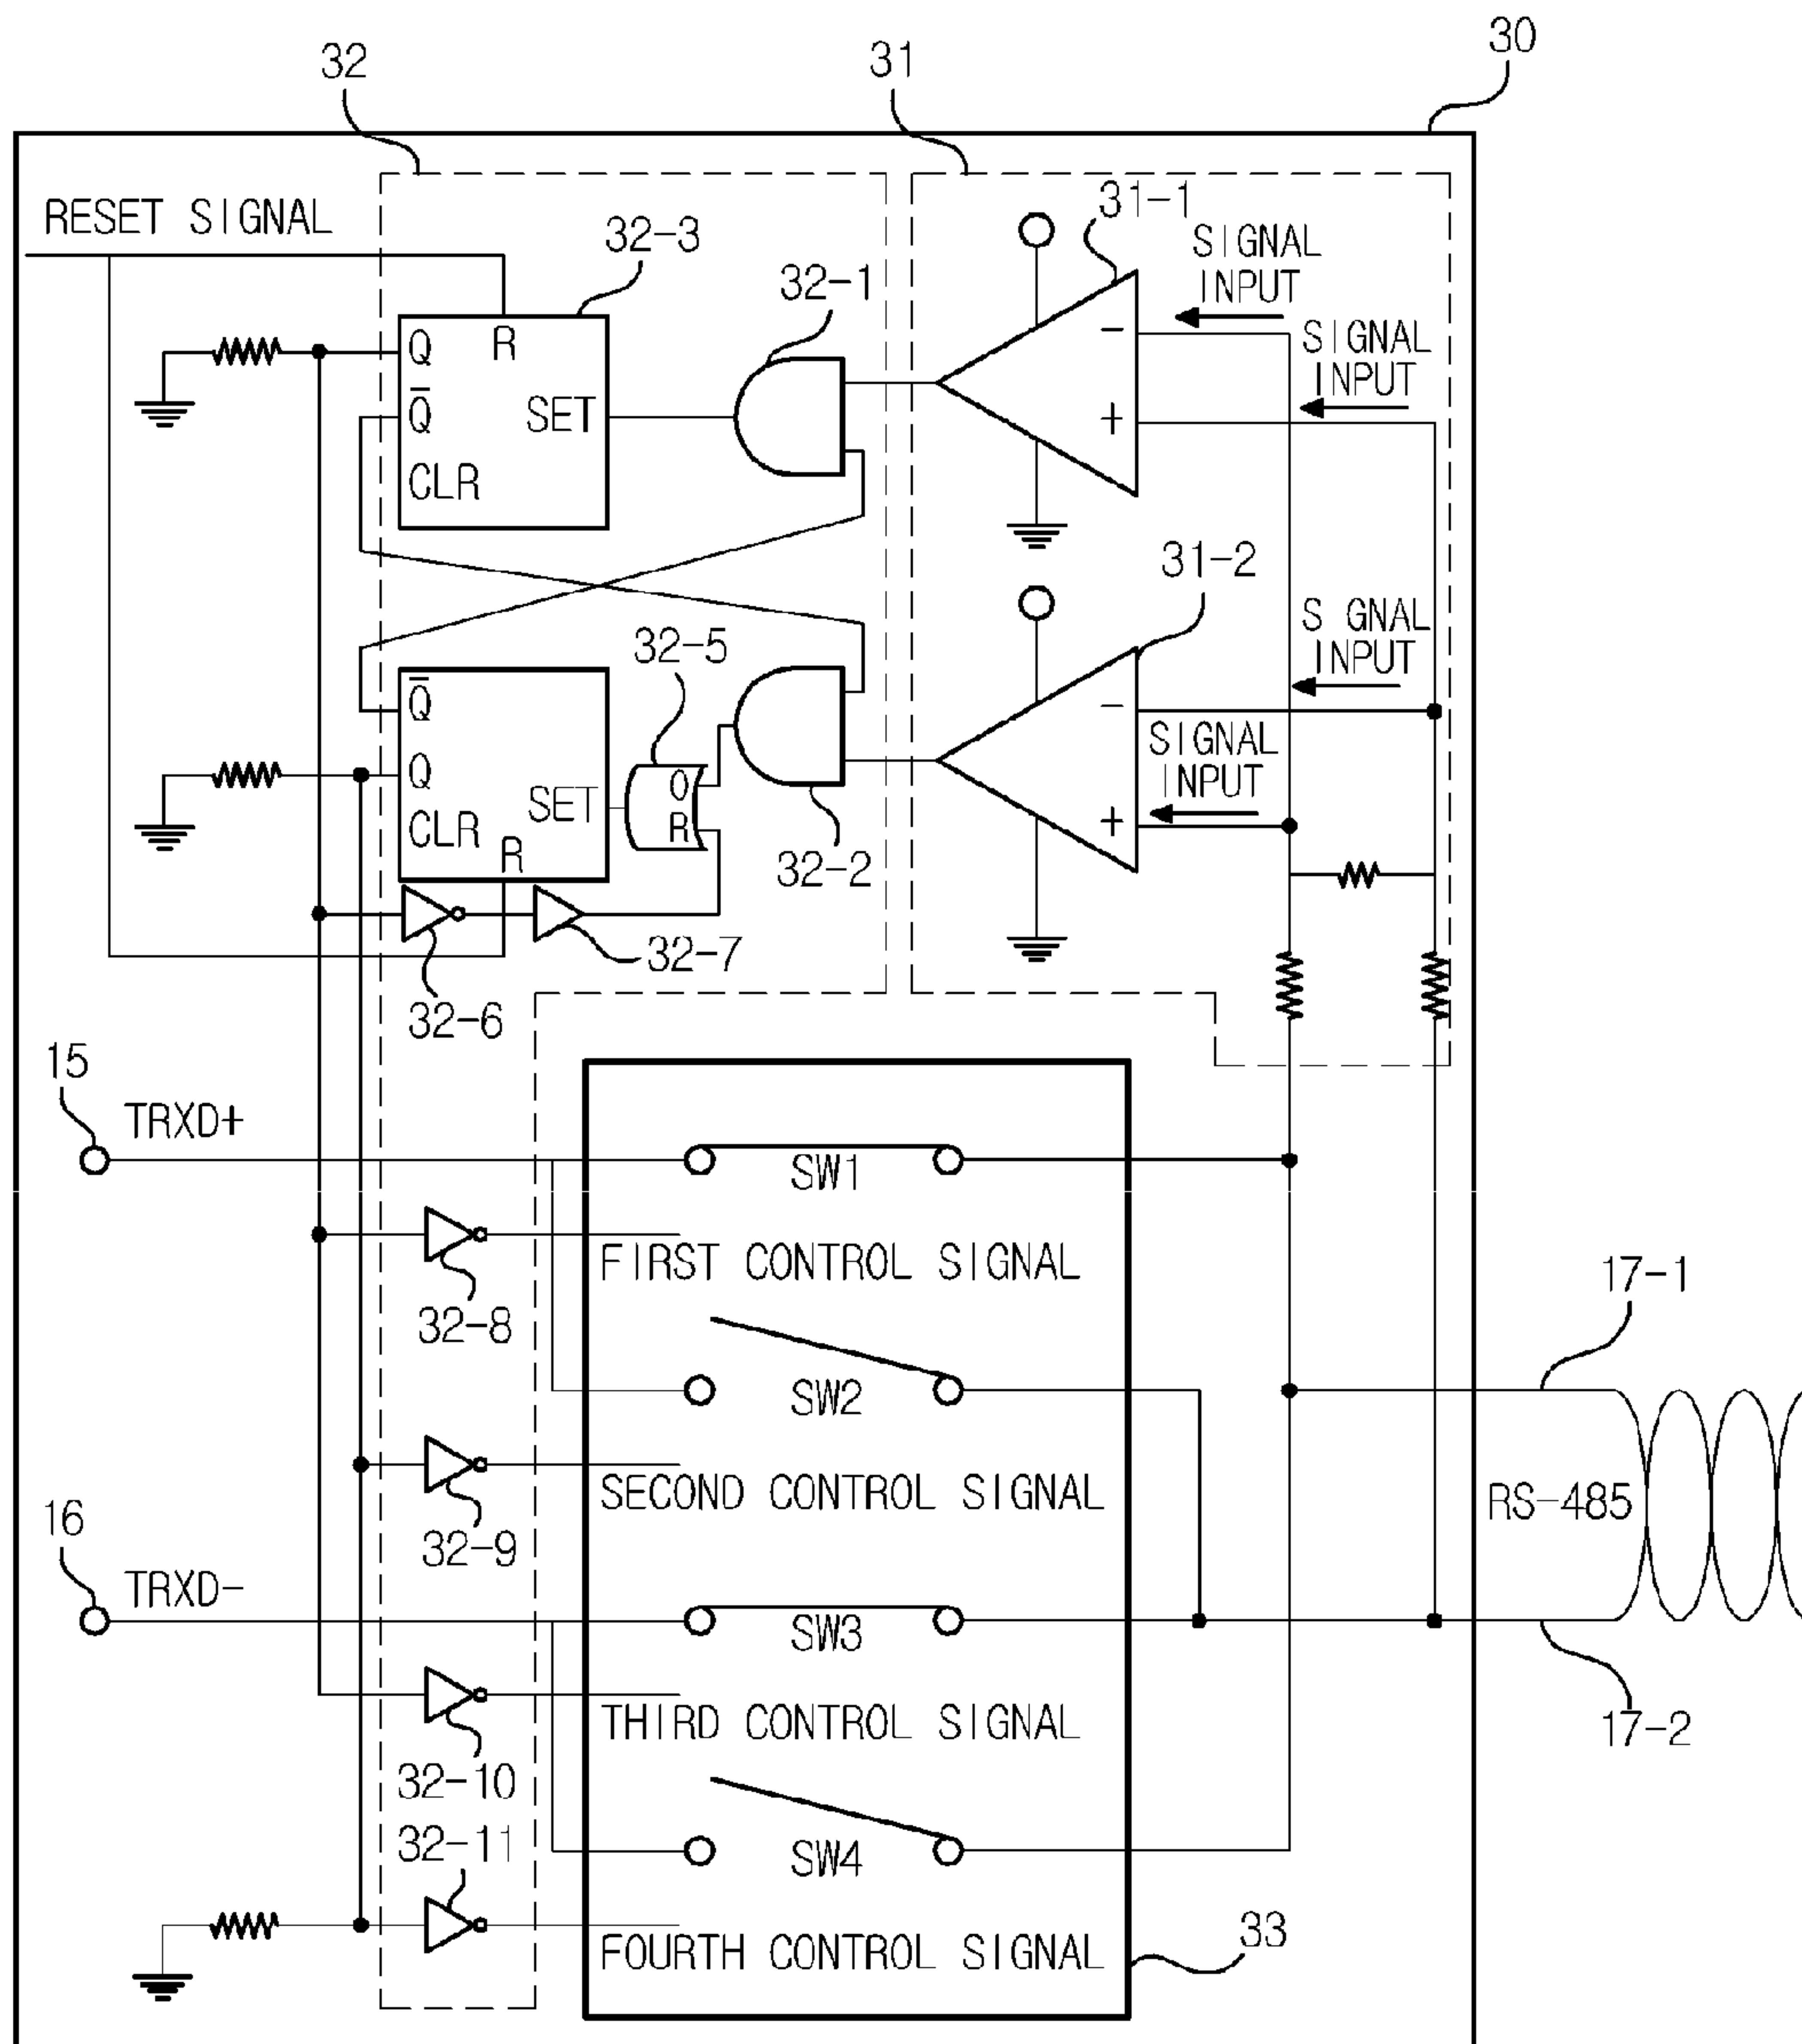 30
32
31
RESET SIGNAL
32-3
32-1
31-1
SIGNAL
INPUT
SIGNAL
INPUT
Q
R
Q̅
SET
CLR
−
+
31-2
S GNAL
INPUT
32-5
Q̅
Q
SET
CLR
R
O
R
32-2
−
SIGNAL
INPUT
+
32-7
32-6
15
TRXD+
SW1
FIRST CONTROL SIGNAL
32-8
17-1
SW2
SECOND CONTROL SIGNAL
32-9
RS-485
16
TRXD-
SW3
THIRD CONTROL SIGNAL
32-10
17-2
32-11
SW4
FOURTH CONTROL SIGNAL
33